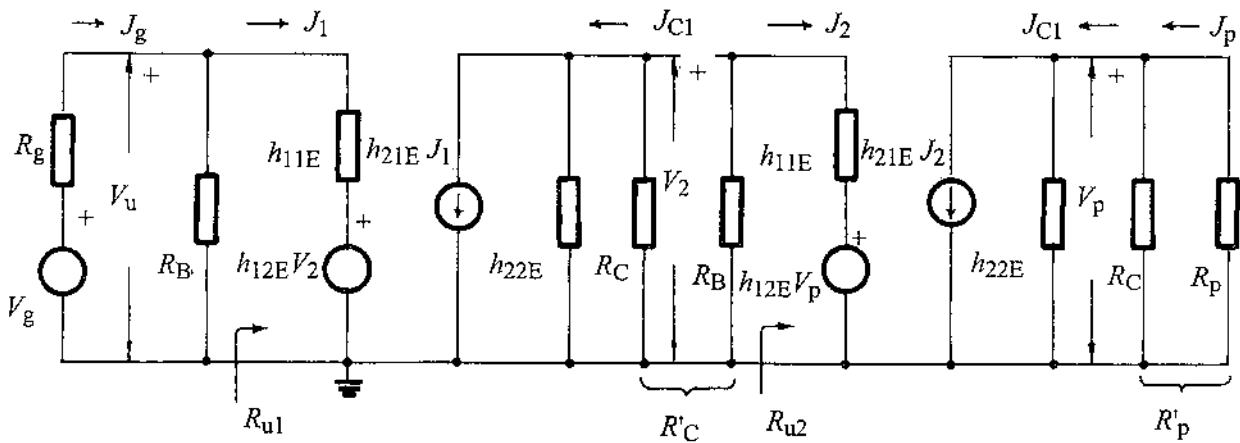 J_g J_1 J_C1 J_2 J_C1 J_p
+ + + +
R_g h_11E h_21E J_1 h_11E h_21E J_2
V_u V_2 V_p
+ + +
R_B h_12E V_2 h_22E R_C R_B h_12E V_p h_22E R_C R_p
V_g
R_u1 R'_C R_u2 R'_p